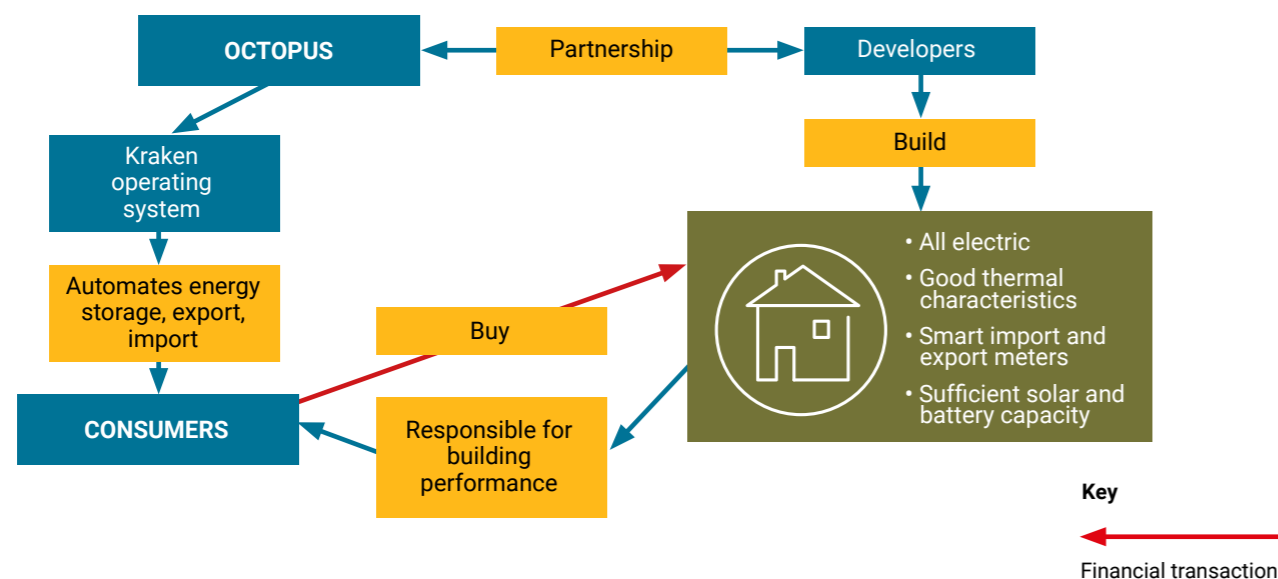 OCTOPUS
Partnership
Developers
Kraken
operating
system
Build
Automates energy
storage, export,
import
Buy
• All electric
• Good thermal
characteristics
• Smart import and
export meters
• Sufficient solar and
battery capacity
CONSUMERS
Responsible for
building
performance
Key
Financial transaction